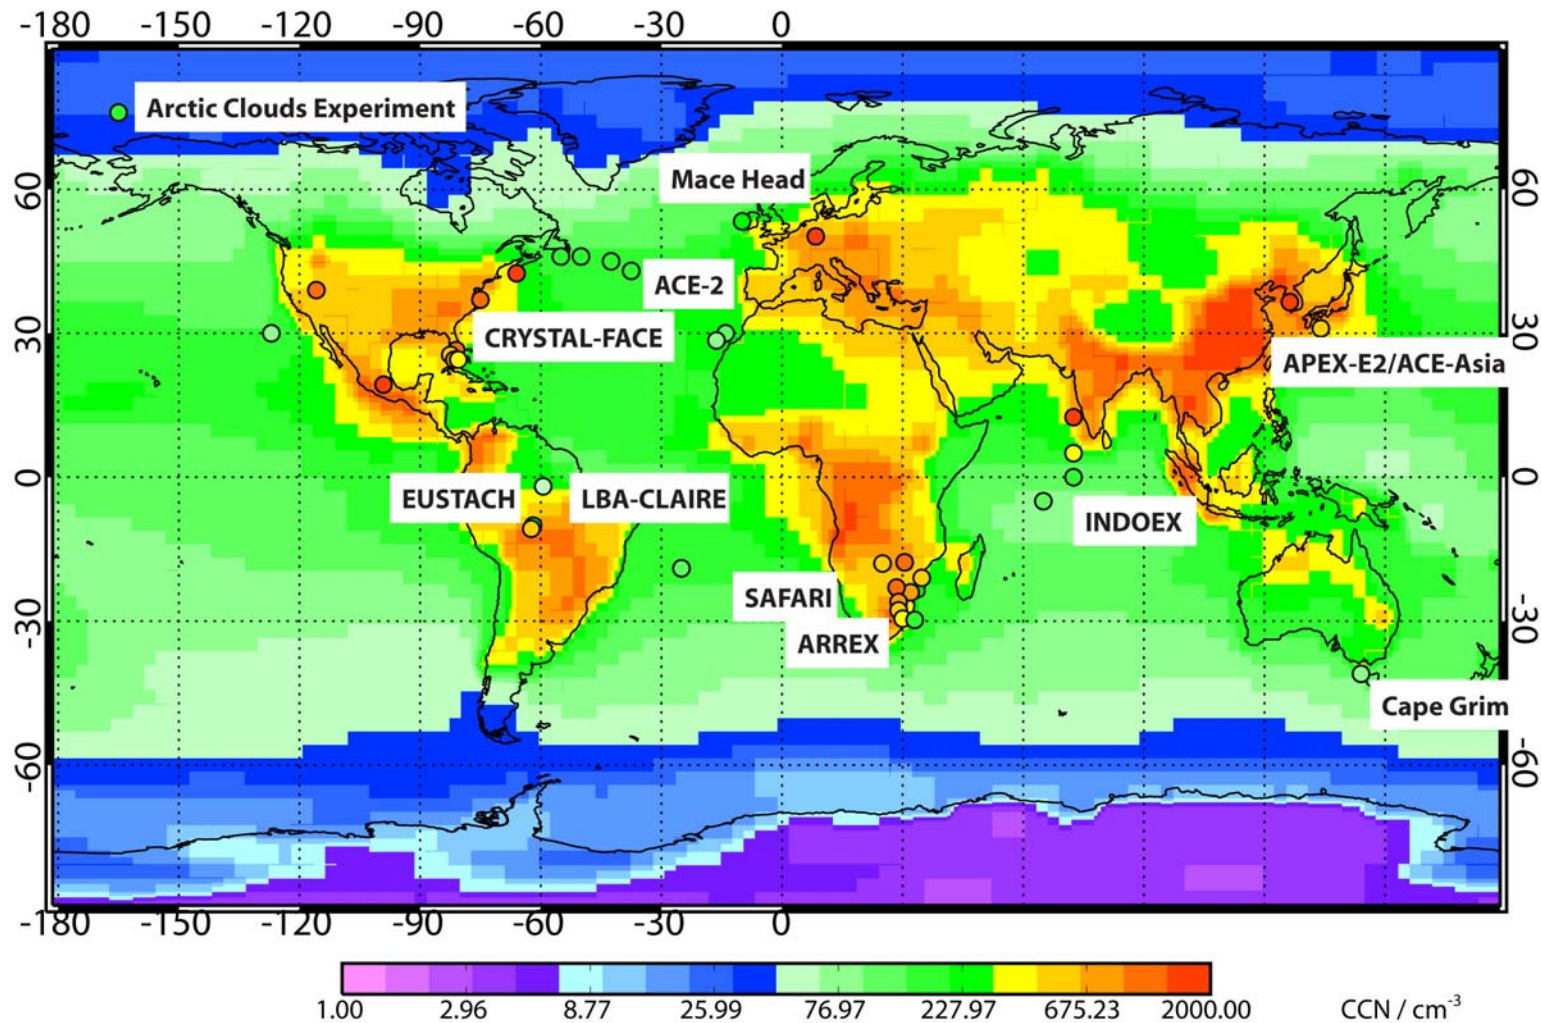 -180 -150 -120 -90 -60 -30 0
Arctic Clouds Experiment
Mace Head
60 60
ACE-2
CRYSTAL-FACE
30 30
APEX-E2/ACE-Asia
0 0
EUSTACH LBA-CLAIRE
INDOEX
SAFARI
-30 -30
ARREX
Cape Grim
-60 -60
-180 -150 -120 -90 -60 -30 0
1.00 2.96 8.77 25.99 76.97 227.97 675.23 2000.00 CCN / cm-3